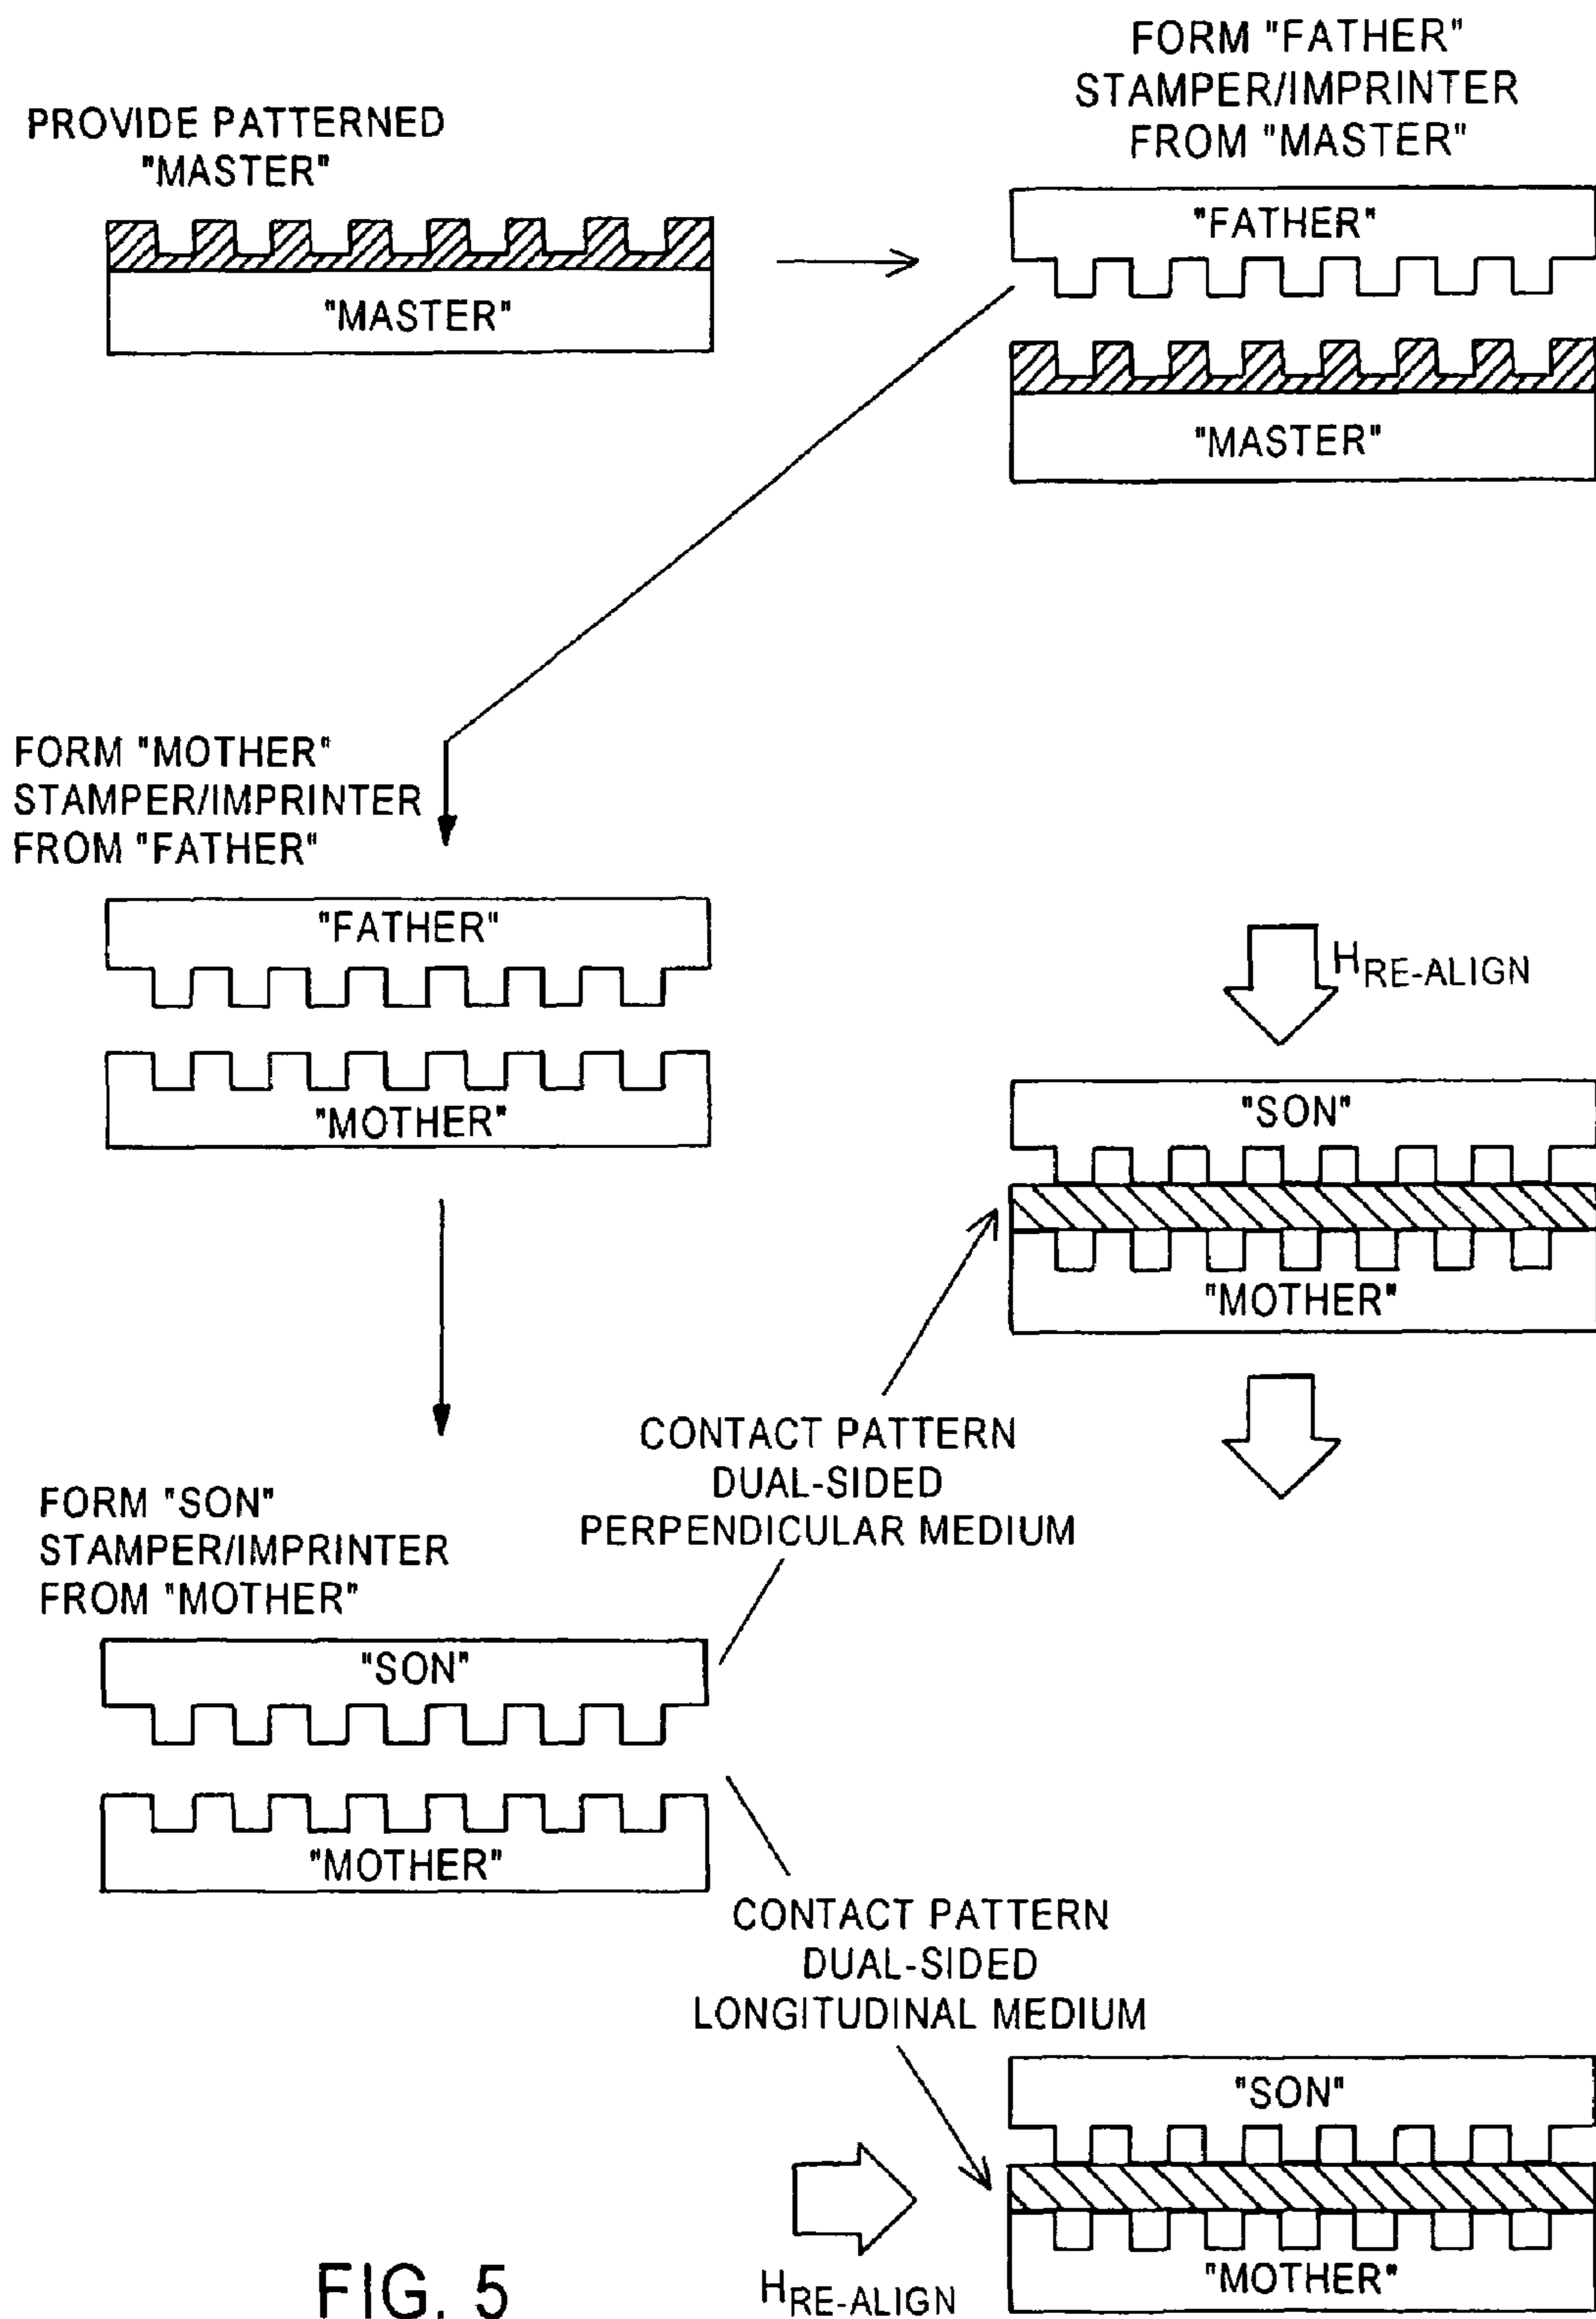 PROVIDE PATTERNED
"MASTER"
"MASTER"
FORM "FATHER"
STAMPER/IMPRINTER
FROM "MASTER"
"FATHER"
"MASTER"
FORM "MOTHER"
STAMPER/IMPRINTER
FROM "FATHER"
"FATHER"
"MOTHER"
HRE-ALIGN
"SON"
"MOTHER"
CONTACT PATTERN
DUAL-SIDED
PERPENDICULAR MEDIUM
FORM "SON"
STAMPER/IMPRINTER
FROM "MOTHER"
"SON"
"MOTHER"
CONTACT PATTERN
DUAL-SIDED
LONGITUDINAL MEDIUM
"SON"
"MOTHER"
HRE-ALIGN
FIG. 5